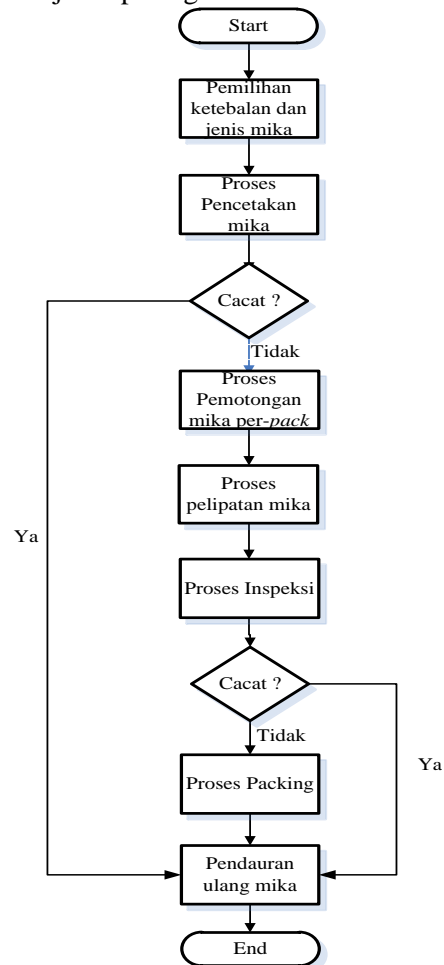 Start
Pemilihan
ketebalan dan
jenis mika
Proses
Pencetakan
mika
Cacat ?
Tidak
Proses
Pemotongan
mika per-pack
Proses
pelipatan mika
Ya
Proses Inspeksi
Cacat ?
Tidak
Ya
Proses Packing
Pendauran
ulang mika
End